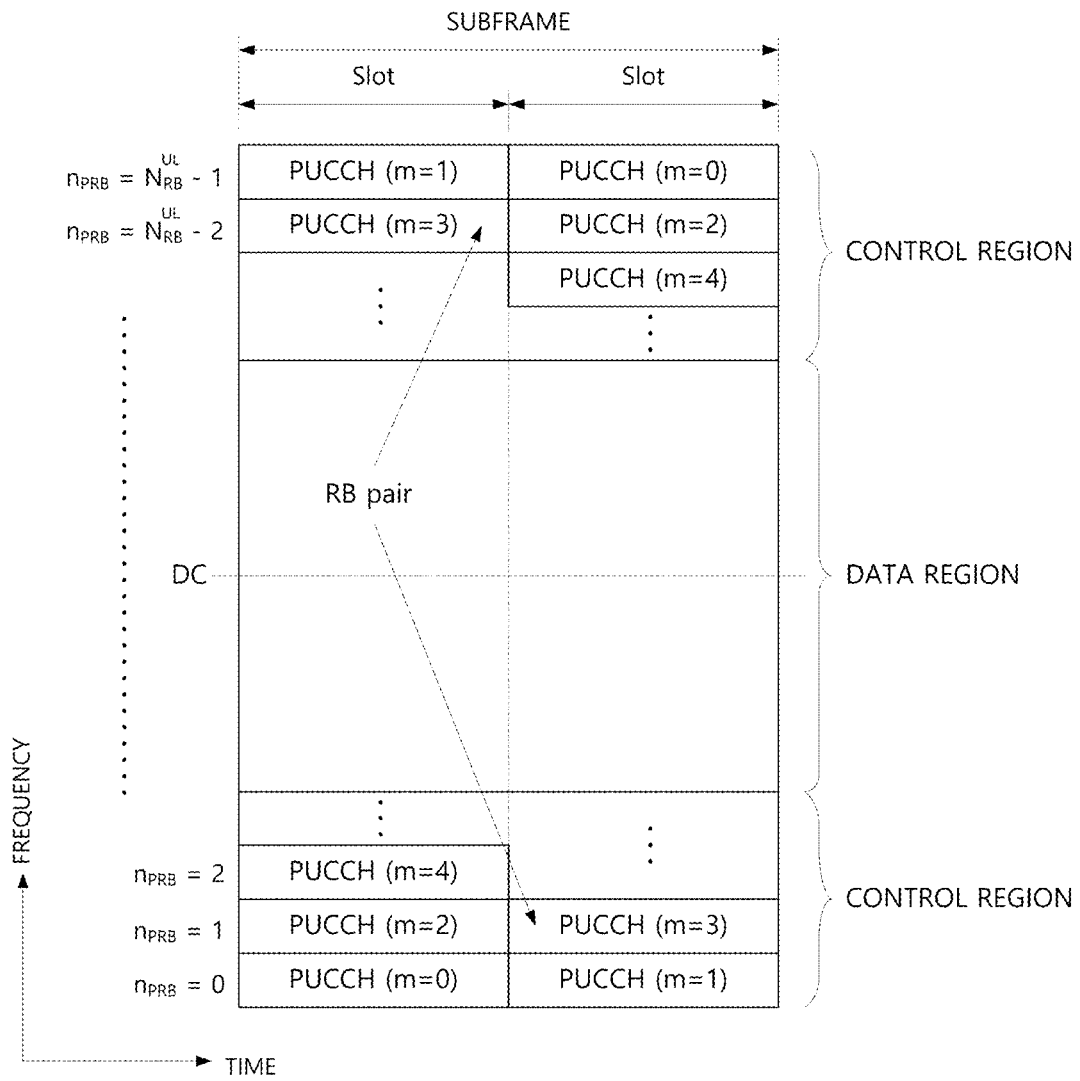 SUBFRAME
Slot Slot
n_PRB = N_RB^UL - 1 PUCCH (m=1) PUCCH (m=0)
n_PRB = N_RB^UL - 2 PUCCH (m=3) PUCCH (m=2)
CONTROL REGION
PUCCH (m=4)
RB pair
DC DATA REGION
FREQUENCY
n_PRB = 2 PUCCH (m=4)
CONTROL REGION
n_PRB = 1 PUCCH (m=2) PUCCH (m=3)
n_PRB = 0 PUCCH (m=0) PUCCH (m=1)
TIME